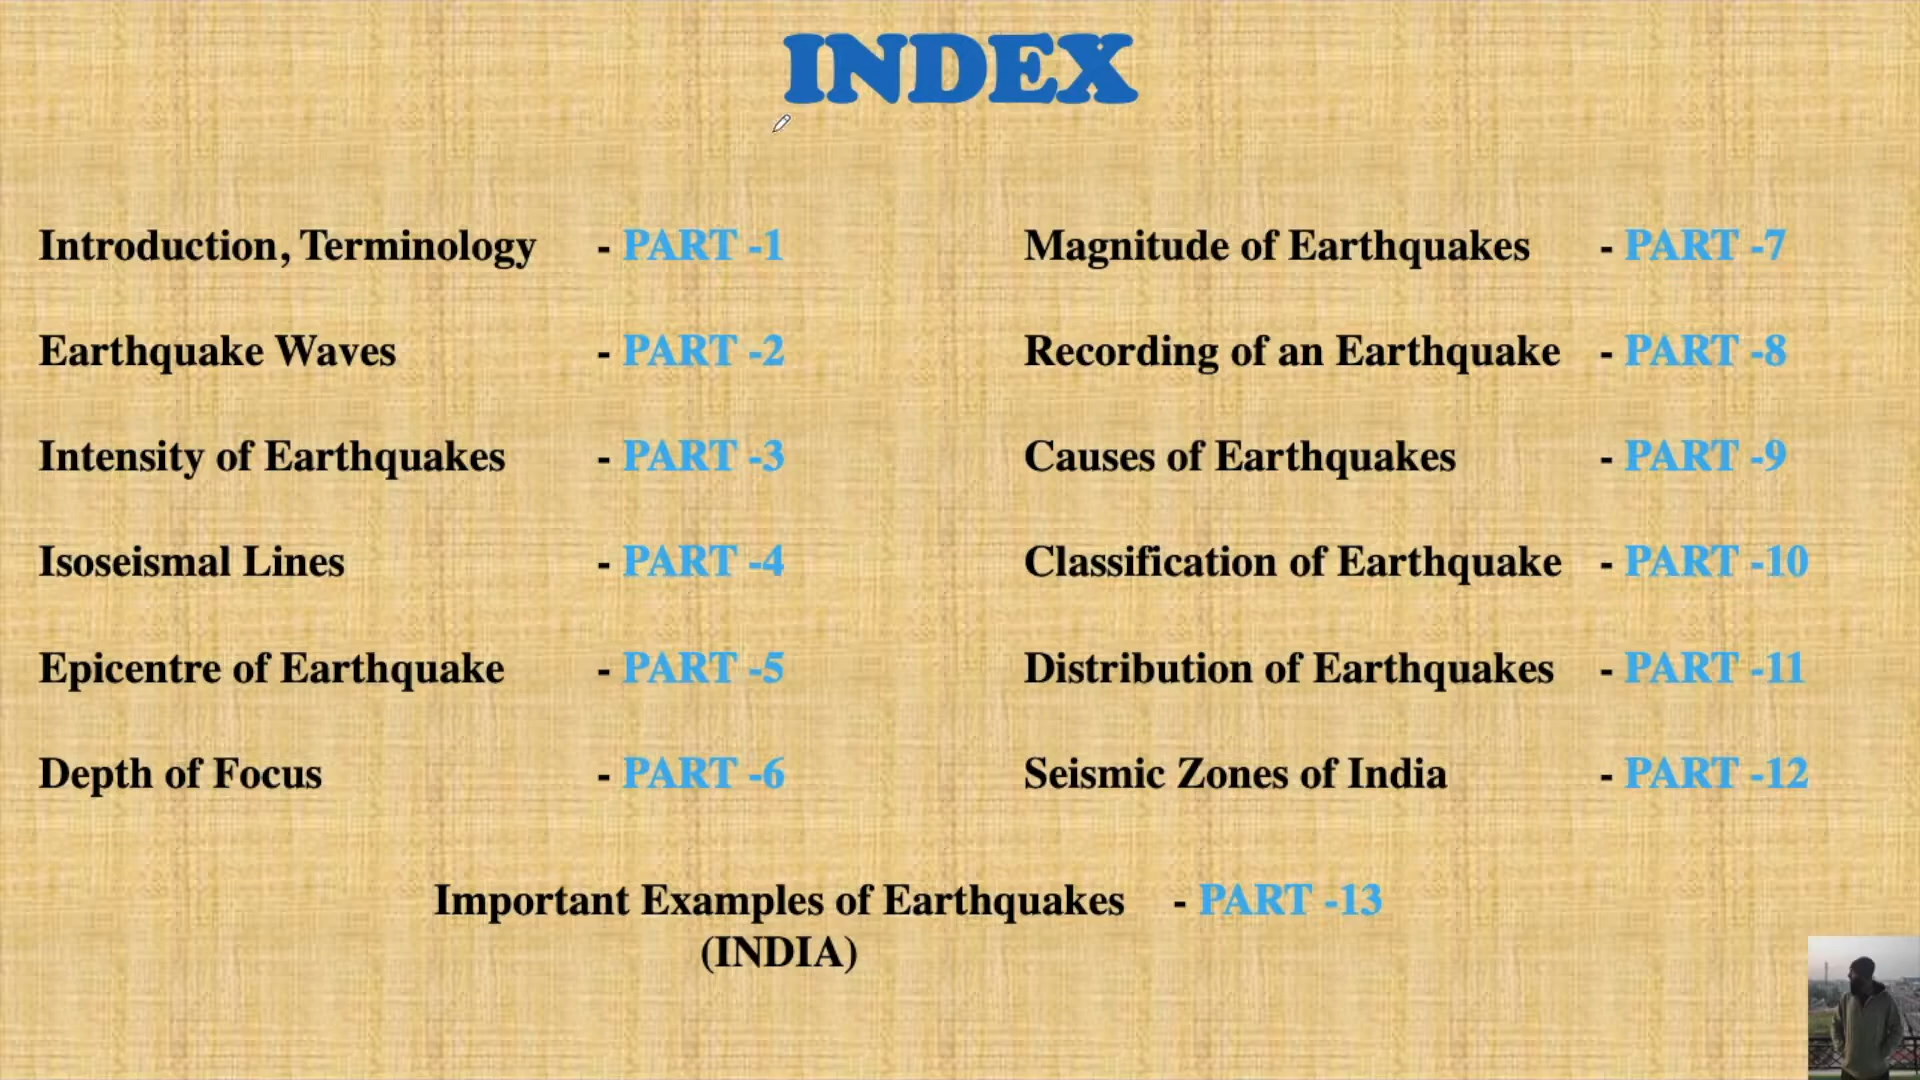 INDEX
Introduction, Terminology - PART -1
Earthquake Waves - PART -2
Intensity of Earthquakes - PART -3
Isoseismal Lines - PART -4
Epicentre of Earthquake - PART -5
Depth of Focus - PART -6
Magnitude of Earthquakes - PART -7
Recording of an Earthquake - PART -8
Causes of Earthquakes - PART -9
Classification of Earthquake - PART -10
Distribution of Earthquakes - PART -11
Seismic Zones of India - PART -12
Important Examples of Earthquakes - PART -13
(INDIA)